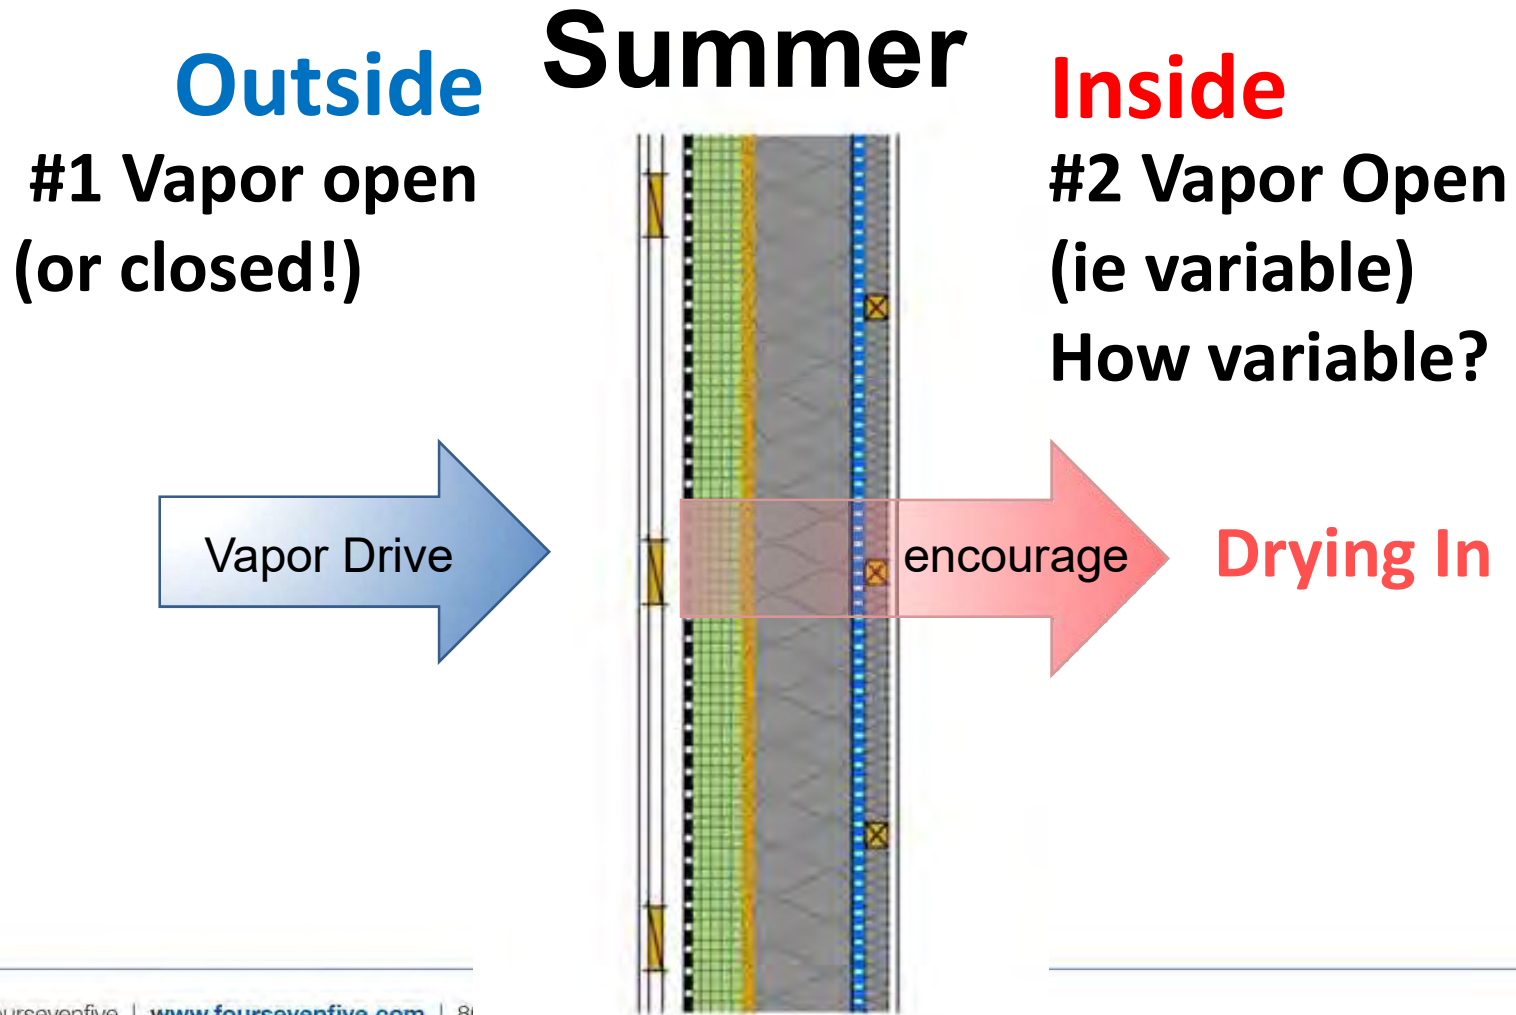 Summer
Outside
#1 Vapor open
(or closed!)
Inside
#2 Vapor Open
(ie variable)
How variable?
Vapor Drive
encourage
Drying In
| www.foursevenfive.com |